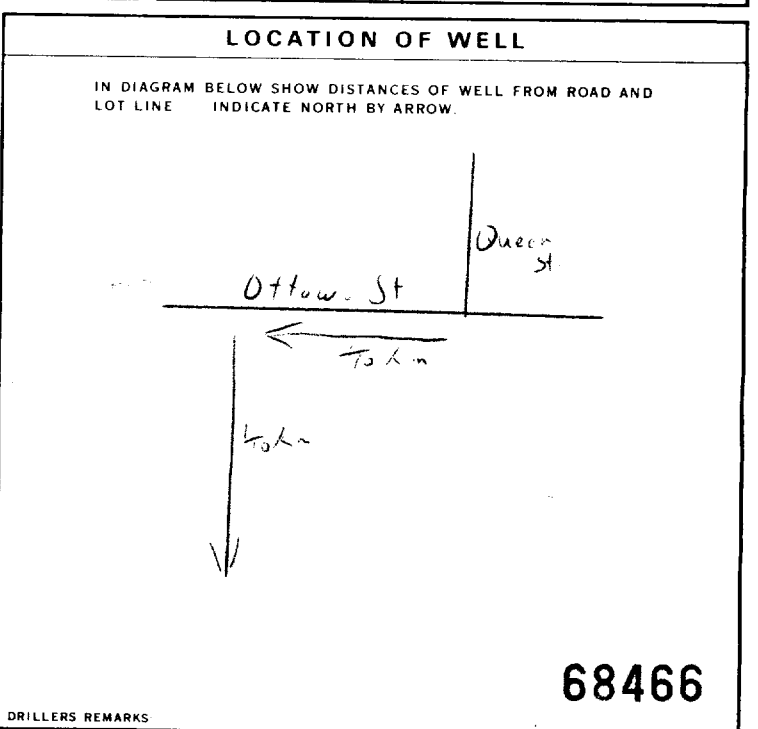 LOCATION OF WELL
IN DIAGRAM BELOW SHOW DISTANCES OF WELL FROM ROAD AND
LOT LINE INDICATE NORTH BY ARROW.
Queen
St.
Ottaw. St
68466
DRILLERS REMARKS